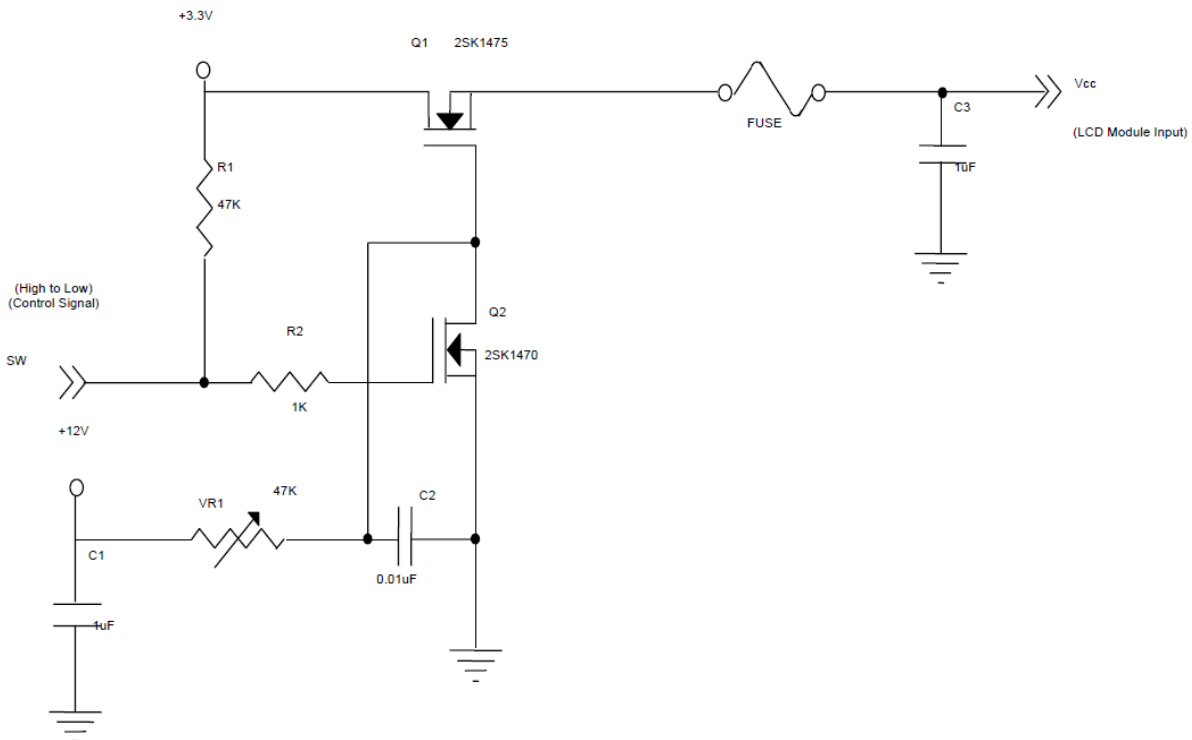 +3.3V
Q1 2SK1475
Vcc
C3
FUSE
(LCD Module Input)
R1
1uF
47K
(High to Low)
(Control Signal)
Q2
R2
2SK1470
SW
1K
+12V
47K
C2
VR1
C1
0.01uF
1uF